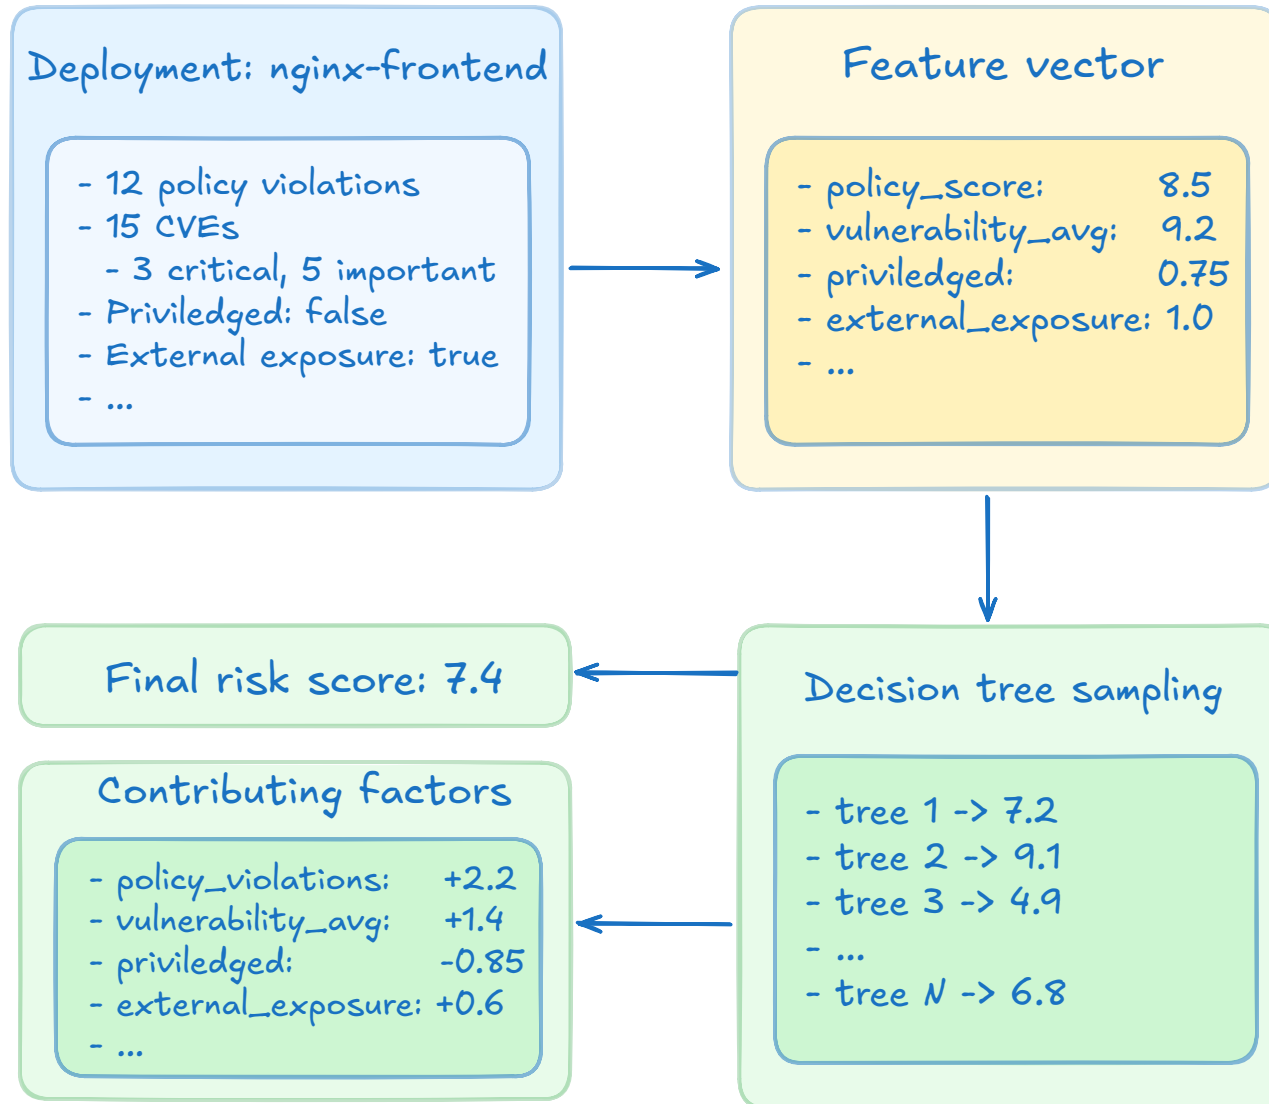 Deployment: nginx-frontend
- 12 policy violations
- 15 CVEs
- 3 critical, 5 important
- Priviledged: false
- External exposure: true
- ...
Feature vector
- policy_score: 8.5
- vulnerability_avg: 9.2
- priviledged: 0.75
- external_exposure: 1.0
- ...
Final risk score: 7.4
Contributing factors
- policy_violations: +2.2
- vulnerability_avg: +1.4
- priviledged: -0.85
- external_exposure: +0.6
- ...
Decision tree sampling
- tree 1 -> 7.2
- tree 2 -> 9.1
- tree 3 -> 4.9
- ...
- tree N -> 6.8